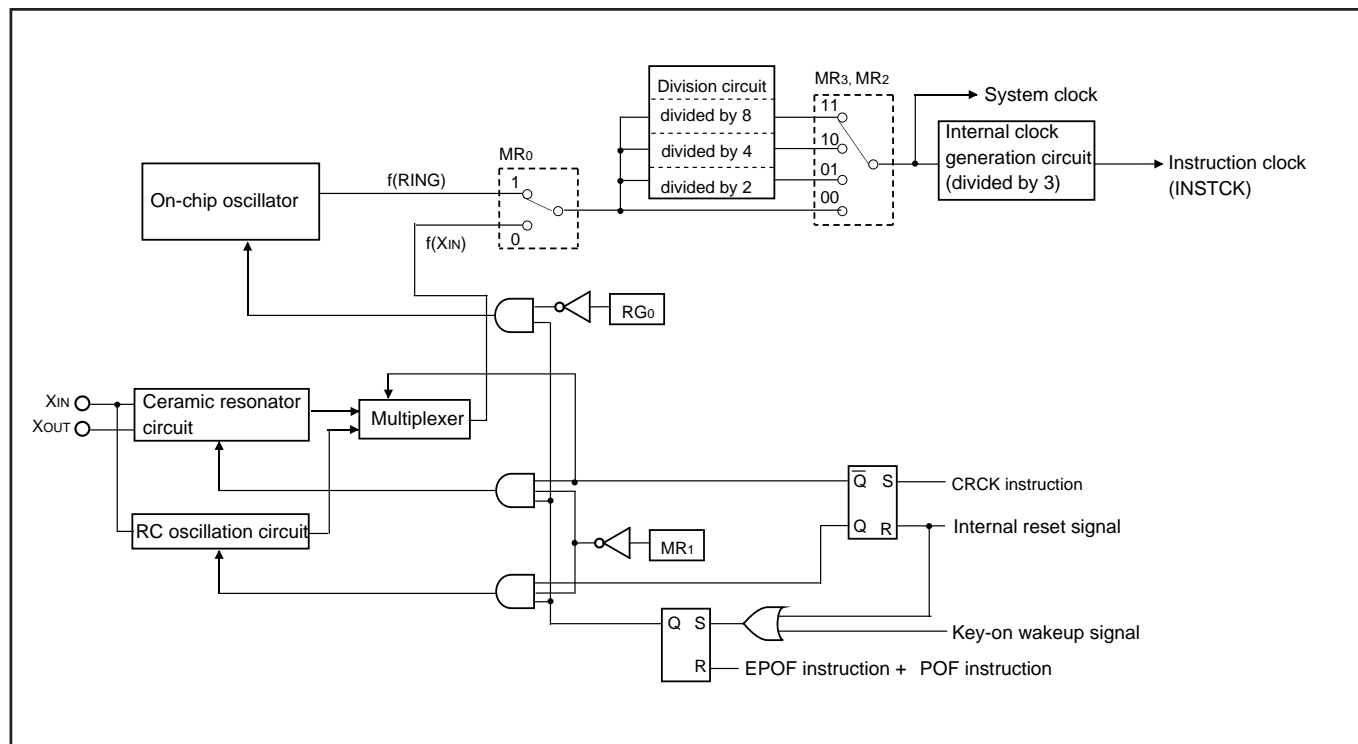 Division circuit
divided by 8
divided by 4
divided by 2
MR3, MR2
11
10
01
00
System clock
Internal clock
generation circuit
(divided by 3)
Instruction clock
(INSTCK)
MR0
1
0
f(RING)
f(XIN)
On-chip oscillator
RG0
XIN
XOUT
Ceramic resonator
circuit
Multiplexer
RC oscillation circuit
MR1
Q̅ S
Q R
CRCK instruction
Internal reset signal
Q S
R
Key-on wakeup signal
EPOF instruction + POF instruction